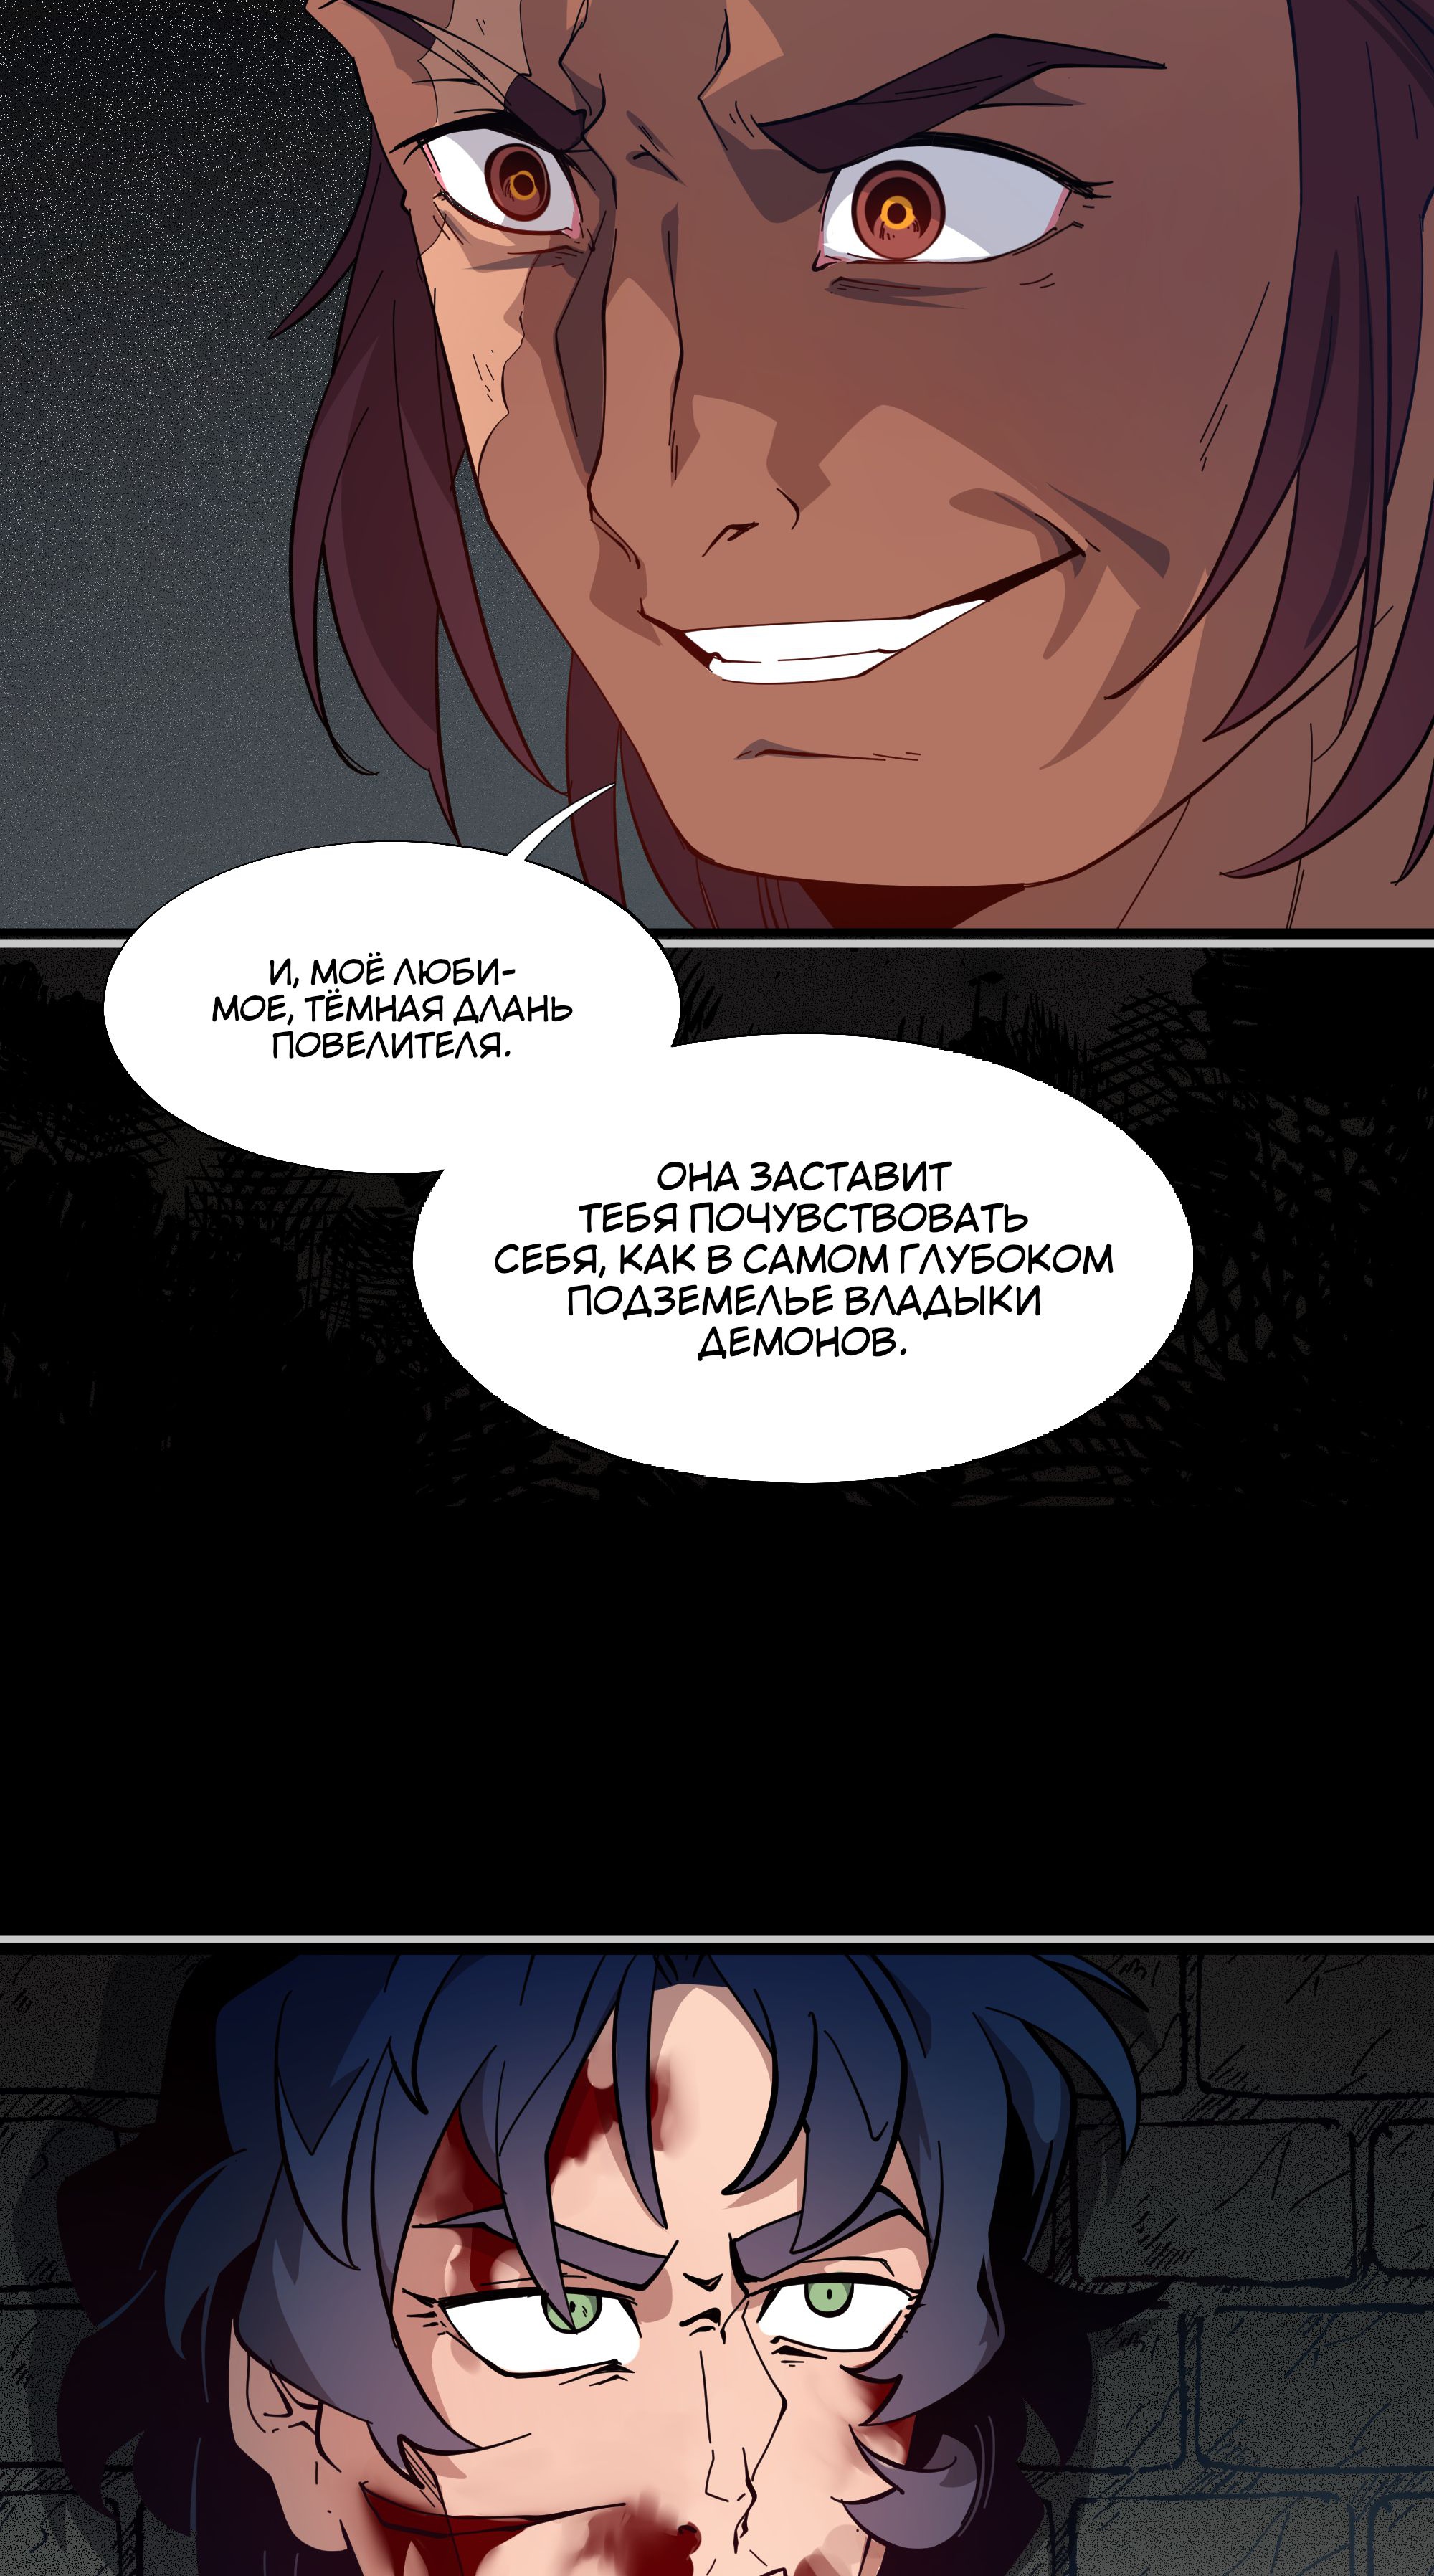 И, МОЁ ЛЮБИ-
МОЕ, ТЁМНАЯ ДЛАНЬ
ПОВЕЛИТЕЛЯ.
ОНА ЗАСТАВИТ
ТЕБЯ ПОЧУВСТВОВАТЬ
СЕБЯ, КАК В САМОМ ГЛУБОКОМ
ПОДЗЕМЕЛЬЕ ВЛАДЫКИ
ДЕМОНОВ.